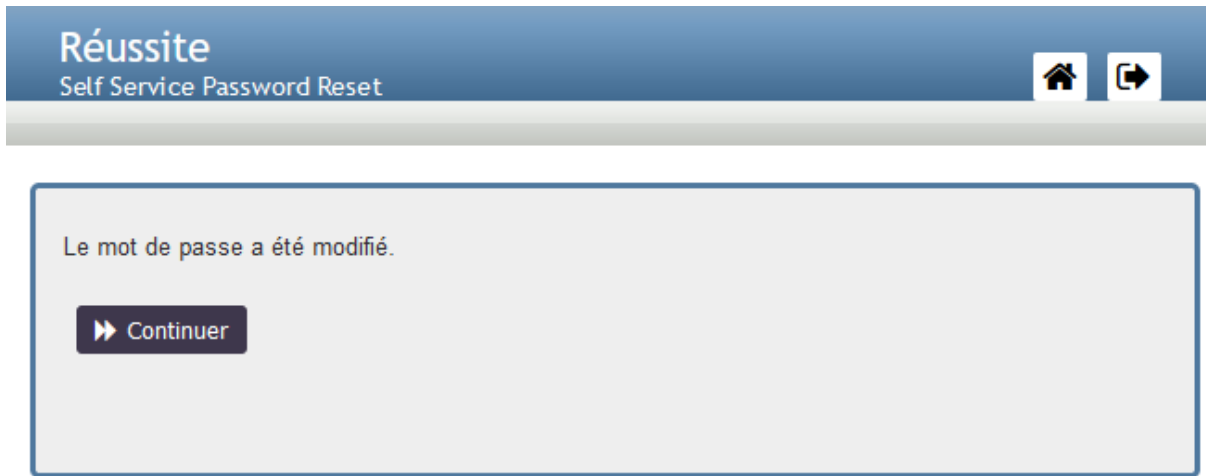 Réussite
Self Service Password Reset
Le mot de passe a été modifié.
Continuer